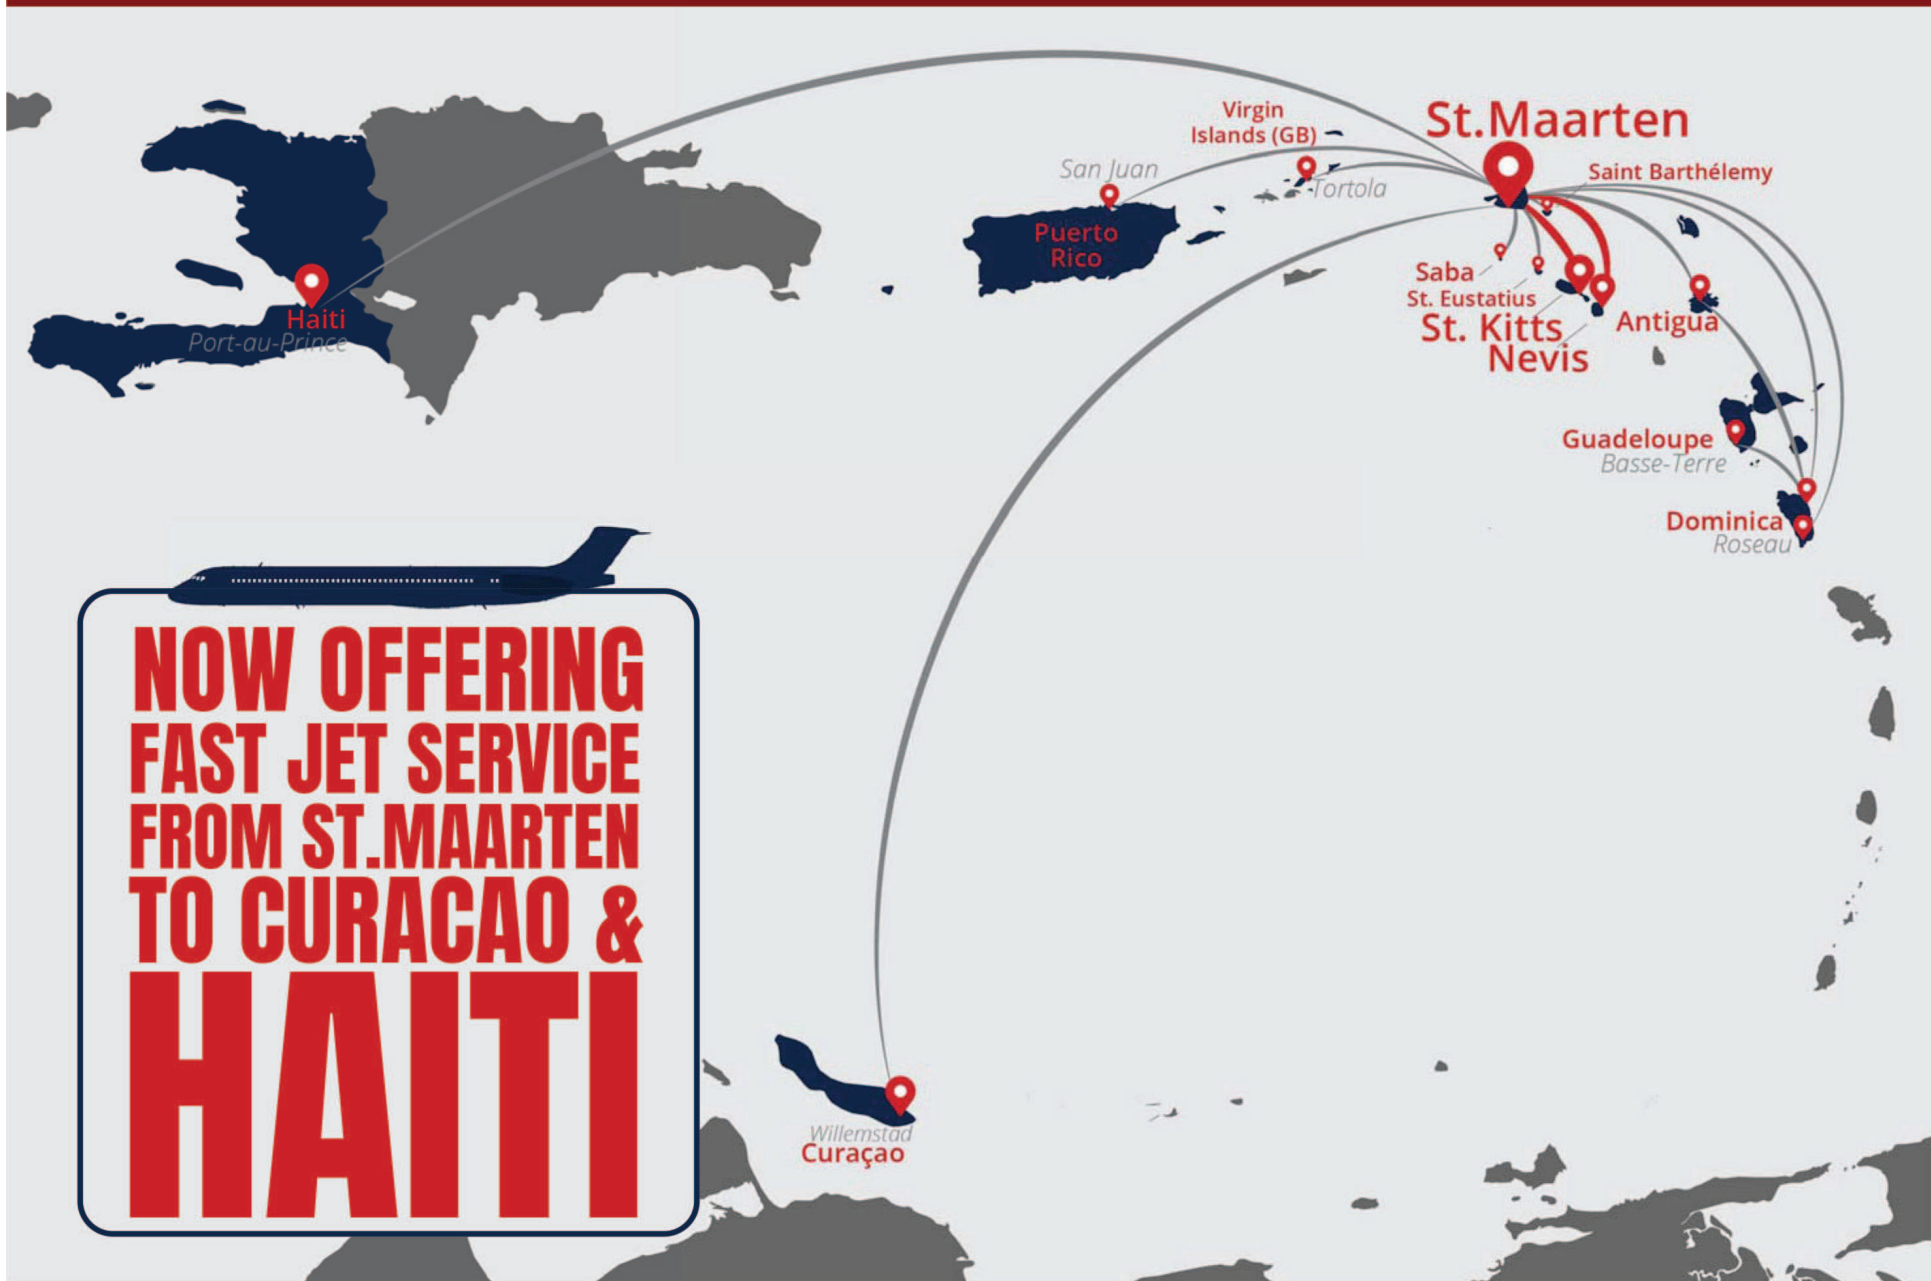 St.Maarten
Virgin
Islands (GB)
San Juan
Saint Barthélemy
Tortola
Puerto
Rico
Saba
St. Eustatius
St. Kitts
Nevis
Antigua
Haiti
Port-au-Prince
Guadeloupe
Basse-Terre
Dominica
Roseau
NOW OFFERING
FAST JET SERVICE
FROM ST.MAARTEN
TO CURACAO &
HAITI
Willemstad
Curaçao